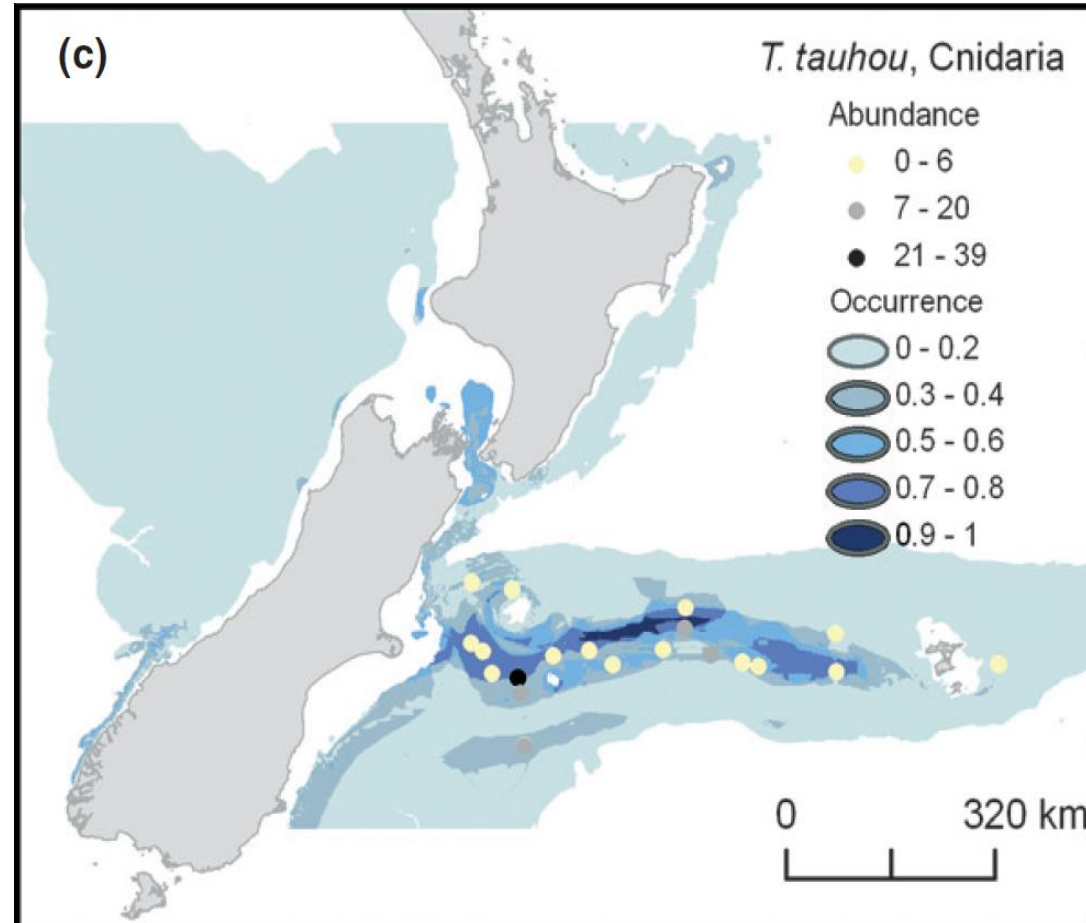 (c)
T. tauhou, Cnidaria
Abundance
0 - 6
7 - 20
21 - 39
Occurrence
0 - 0.2
0.3 - 0.4
0.5 - 0.6
0.7 - 0.8
0.9 - 1
0 320 km